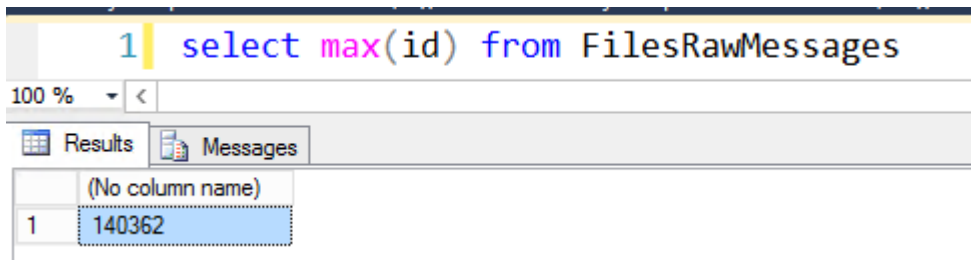 1 select max(id) from FilesRawMessages
100 %
Results Messages
(No column name)
1 140362